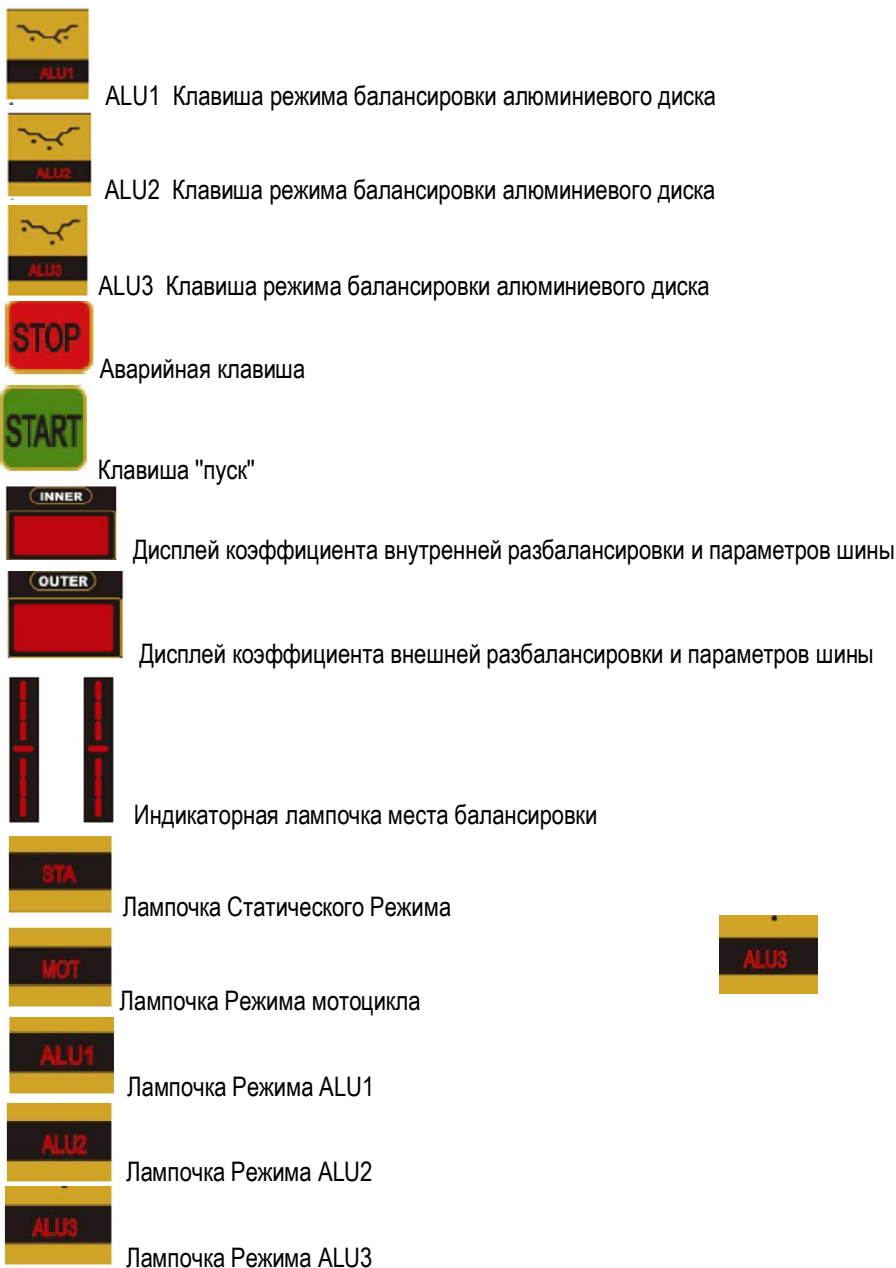 ALU1
ALU1 Клавиша режима балансировки алюминиевого диска
ALU2
ALU2 Клавиша режима балансировки алюминиевого диска
ALU3
ALU3 Клавиша режима балансировки алюминиевого диска
STOP
Аварийная клавиша
START
Клавиша "пуск"
INNER
Дисплей коэффициента внутренней разбалансировки и параметров шины
OUTER
Дисплей коэффициента внешней разбалансировки и параметров шины
Индикаторная лампочка места балансировки
STA
Лампочка Статического Режима
MOT
Лампочка Режима мотоцикла
ALU3
ALU1
Лампочка Режима ALU1
ALU2
Лампочка Режима ALU2
ALU3
Лампочка Режима ALU3